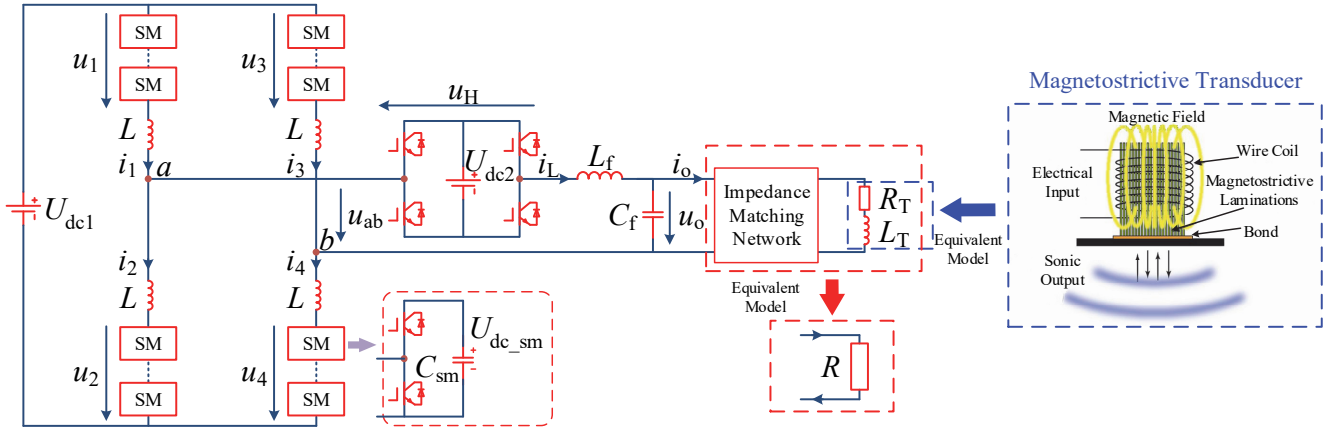 SM
SM
u1
u3
SM
SM
L
L
i1
a
i3
Udc1
uH
Udc2
iL
Lf
io
uab
b
Cf
uo
Impedance
Matching
Network
RT
LT
Equivalent
Model
Magnetostrictive Transducer
Magnetic Field
Electrical
Input
Wire Coil
Magnetostrictive
Laminations
Bond
Sonic
Output
i2
L
i4
L
SM
SM
u2
u4
SM
SM
Udc_sm
Csm
Equivalent
Model
R